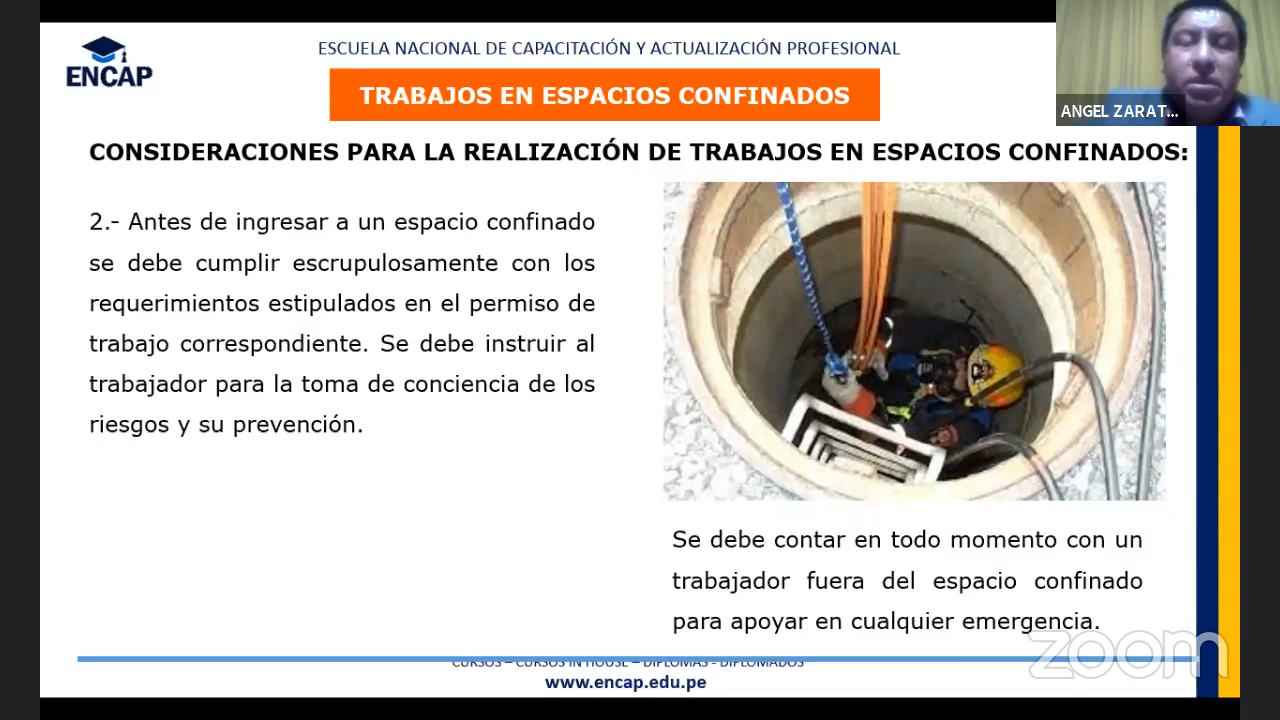 ENCAP
ESCUELA NACIONAL DE CAPACITACIÓN Y ACTUALIZACIÓN PROFESIONAL
TRABAJOS EN ESPACIOS CONFINADOS
ANGEL ZARAT...
CONSIDERACIONES PARA LA REALIZACIÓN DE TRABAJOS EN ESPACIOS CONFINADOS:
2.- Antes de ingresar a un espacio confinado
se debe cumplir escrupulosamente con los
requerimientos estipulados en el permiso de
trabajo correspondiente. Se debe instruir al
trabajador para la toma de conciencia de los
riesgos y su prevención.
Se debe contar en todo momento con un
trabajador fuera del espacio confinado
para apoyar en cualquier emergencia.
zoom
CURSOS – CURSOS IN HOUSE – DIPLOMAS - DIPLOMADOS
www.encap.edu.pe